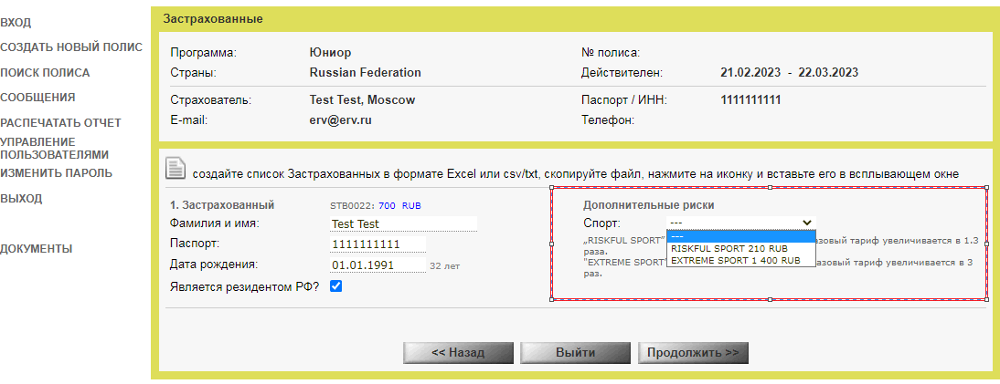 ВХОД
СОЗДАТЬ НОВЫЙ ПОЛИС
ПОИСК ПОЛИСА
СООБЩЕНИЯ
РАСПЕЧАТАТЬ ОТЧЕТ
УПРАВЛЕНИЕ
ПОЛЬЗОВАТЕЛЯМИ
ИЗМЕНИТЬ ПАРОЛЬ
ВЫХОД
ДОКУМЕНТЫ
Застрахованные
Программа: Юниор № полиса:
Страны: Russian Federation Действителен: 21.02.2023 - 22.03.2023
Страхователь: Test Test, Moscow Паспорт / ИНН: 1111111111
E-mail: erv@erv.ru Телефон:
создайте список Застрахованных в формате Excel или csv/txt, скопируйте файл, нажмите на иконку и вставьте его в всплывающем окне
1. Застрахованный STB0022: 700 RUB
Фамилия и имя: Test Test
Паспорт: 1111111111
Дата рождения: 01.01.1991 32 лет
Является резидентом РФ?
Дополнительные риски
Спорт: ---
---
RISKFUL SPORT 210 RUB
EXTREME SPORT 1 400 RUB
„RISKFUL SPORT" азовый тариф увеличивается в 1.3
раза.
"EXTREME SPORT" азовый тариф увеличивается в 3
раз.
<< Назад Выйти Продолжить >>